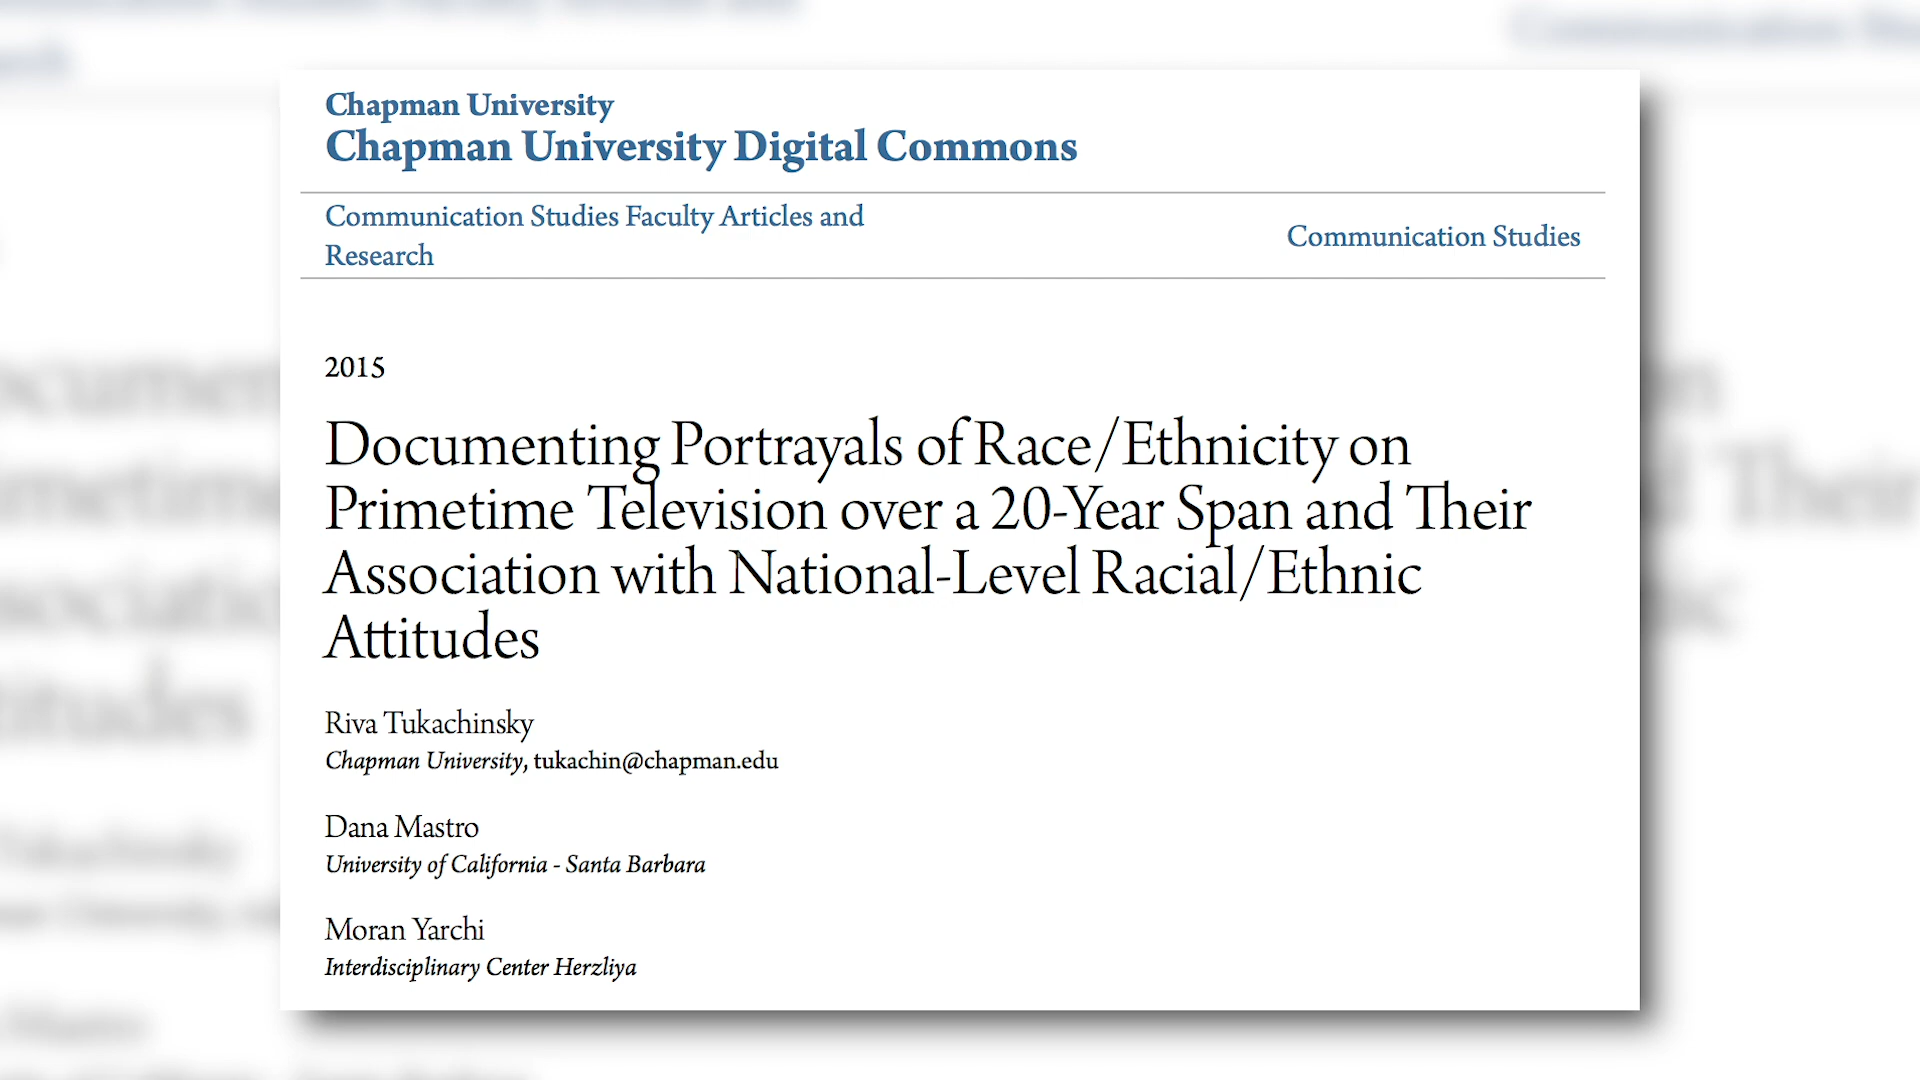 Chapman University
Chapman University Digital Commons
Communication Studies Faculty Articles and
Research
Communication Studies
2015
Documenting Portrayals of Race/Ethnicity on
Primetime Television over a 20-Year Span and Their
Association with National-Level Racial/Ethnic
Attitudes
Riva Tukachinsky
Chapman University, tukachin@chapman.edu
Dana Mastro
University of California - Santa Barbara
Moran Yarchi
Interdisciplinary Center Herzliya